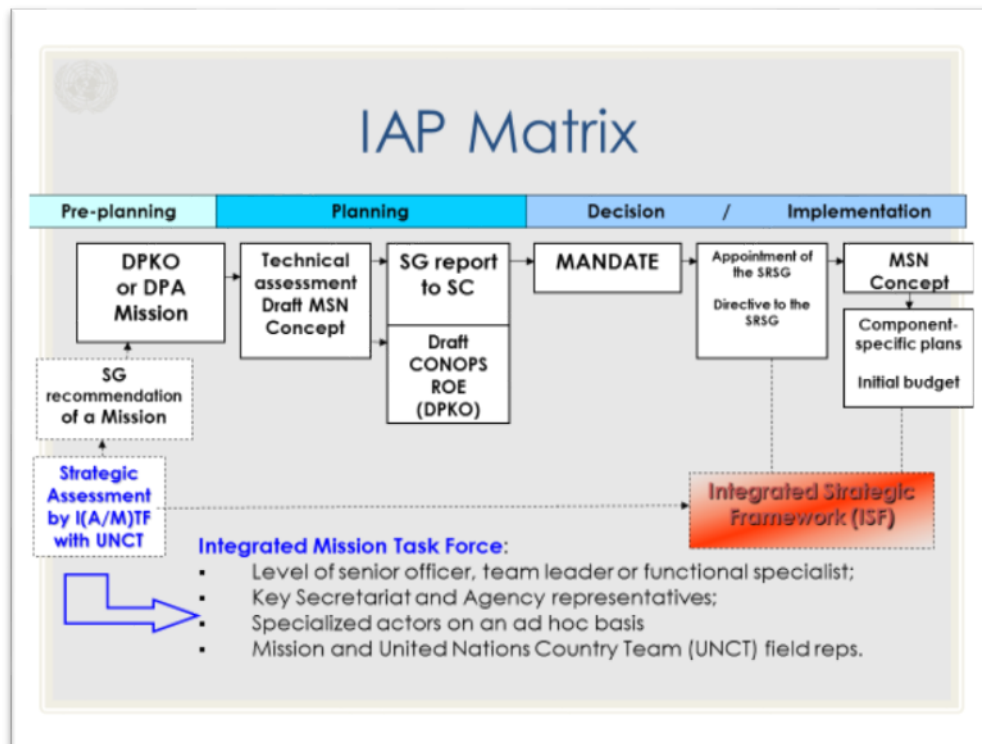 IAP Matrix
Pre-planning
Planning
Decision / Implementation
DPKO
or DPA
Mission
Technical
assessment
Draft MSN
Concept
SG report
to SC
Draft
CONOPS
ROE
(DPKO)
MANDATE
Appointment of
the SRSG
Directive to the
SRSG
MSN
Concept
Component-
specific plans
Initial budget
SG
recommendation
of a Mission
Strategic
Assessment
by I(A/M)TF
with UNCT
Integrated Strategic
Framework (ISF)
Integrated Mission Task Force:
▪ Level of senior officer, team leader or functional specialist;
▪ Key Secretariat and Agency representatives;
▪ Specialized actors on an ad hoc basis
▪ Mission and United Nations Country Team (UNCT) field reps.